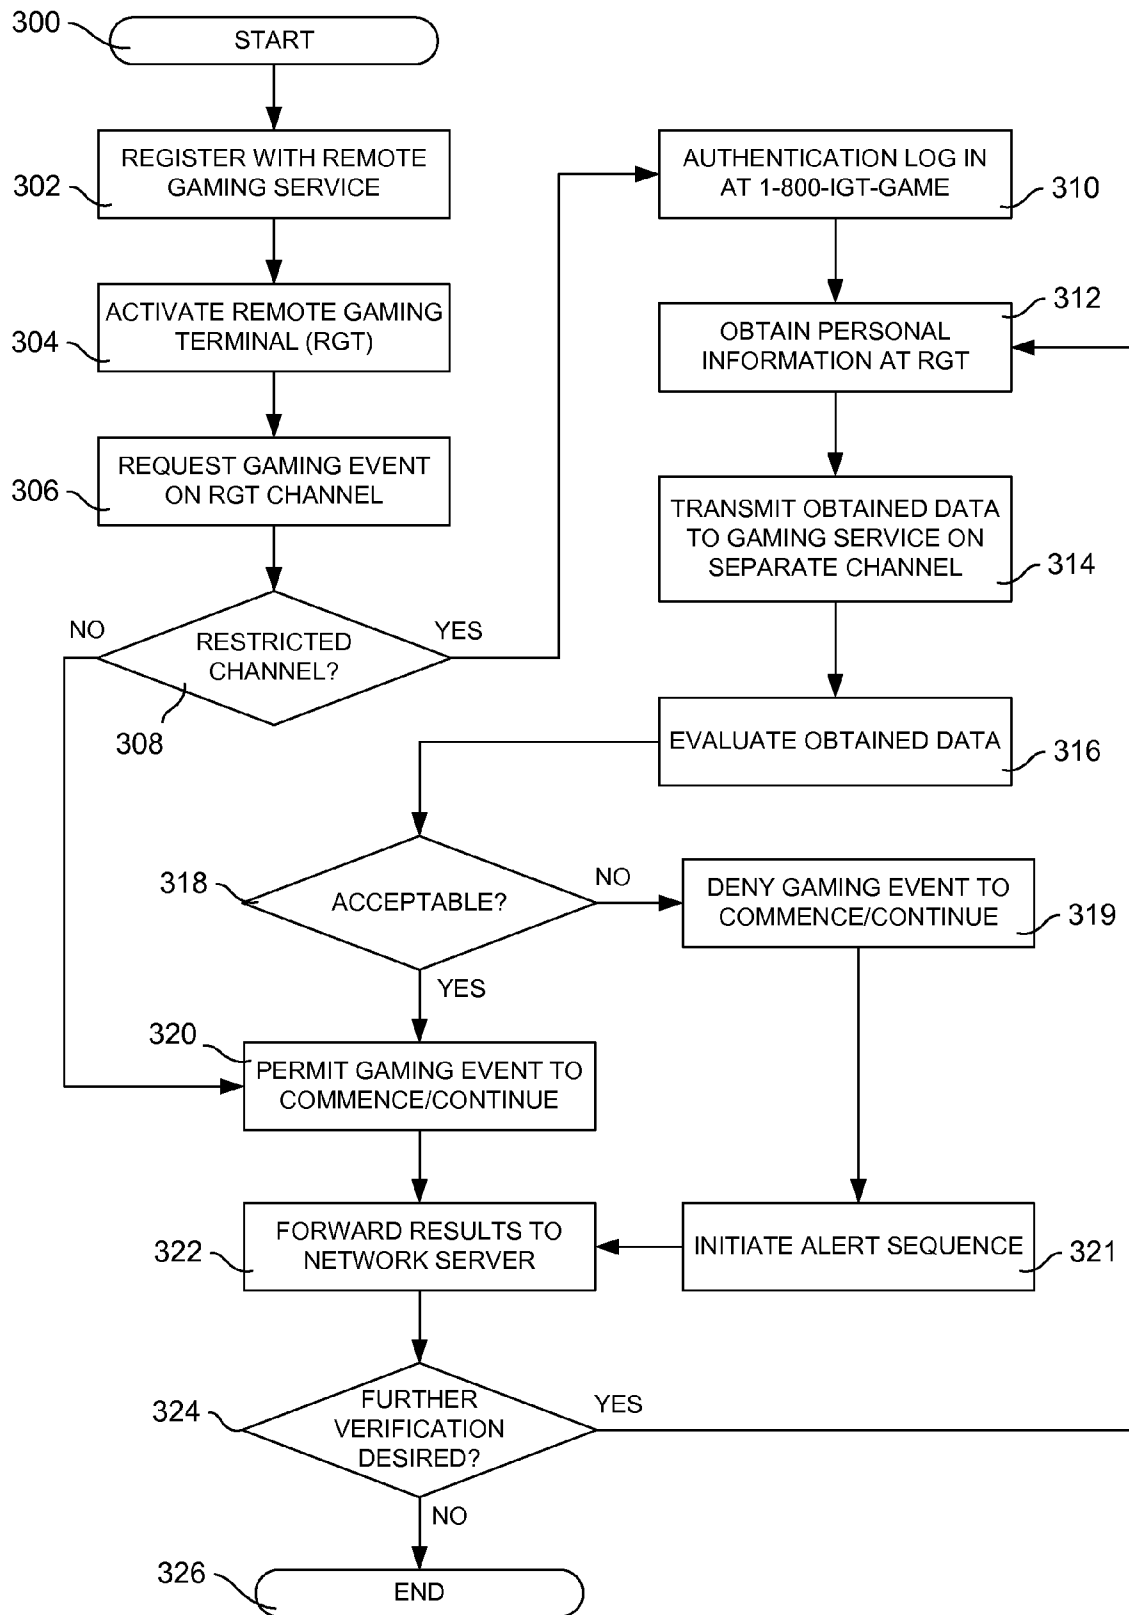 300
START
302
REGISTER WITH REMOTE
GAMING SERVICE
304
ACTIVATE REMOTE GAMING
TERMINAL (RGT)
306
REQUEST GAMING EVENT
ON RGT CHANNEL
NO
RESTRICTED
CHANNEL?
YES
308
AUTHENTICATION LOG IN
AT 1-800-IGT-GAME
310
312
OBTAIN PERSONAL
INFORMATION AT RGT
TRANSMIT OBTAINED DATA
TO GAMING SERVICE ON
SEPARATE CHANNEL
314
EVALUATE OBTAINED DATA
316
318
ACCEPTABLE?
NO
YES
DENY GAMING EVENT TO
COMMENCE/CONTINUE
319
320
PERMIT GAMING EVENT TO
COMMENCE/CONTINUE
322
FORWARD RESULTS TO
NETWORK SERVER
INITIATE ALERT SEQUENCE
321
324
FURTHER
VERIFICATION
DESIRED?
YES
NO
326
END